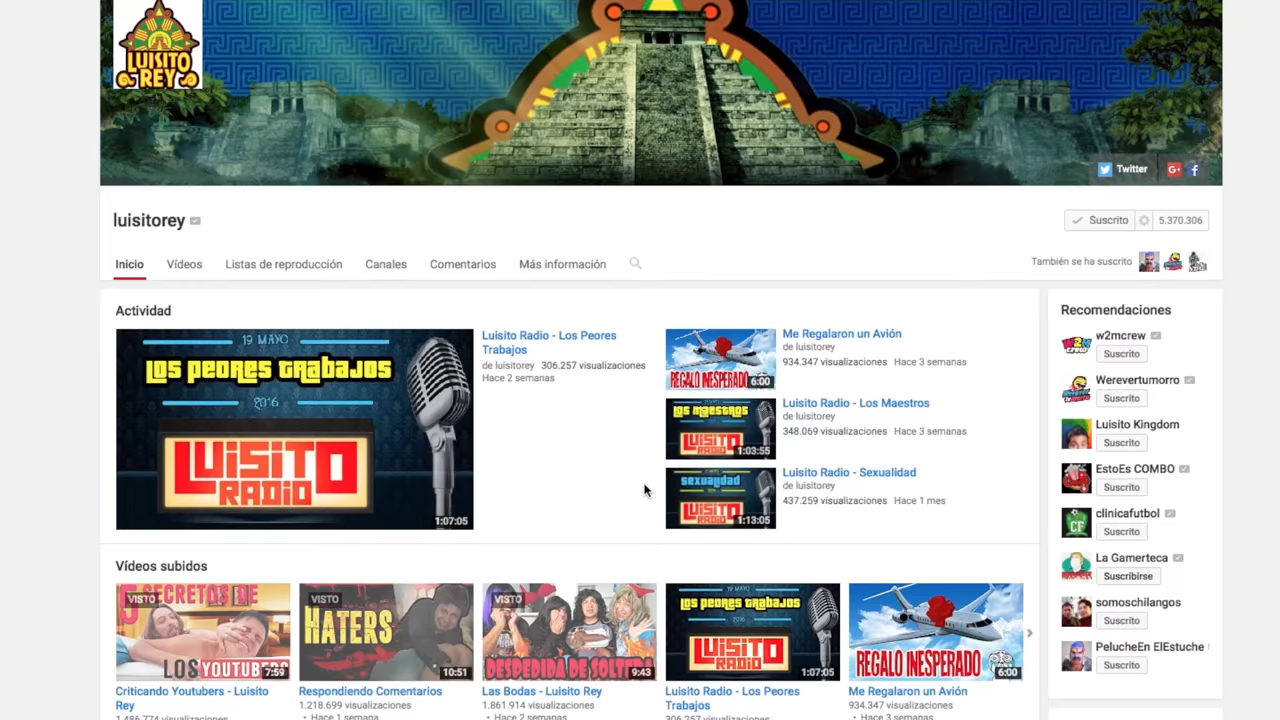 LUISITO
REY
Twitter
luisitorey
Suscrito
5.370.306
Inicio
Vídeos
Listas de reproducción
Canales
Comentarios
Más información
También se ha suscrito
Actividad
19 MAYO
LOS PEORES TRABAJOS
2016
LUISITO
RADIO
1:07:05
Luisito Radio - Los Peores
Trabajos
de luisitorey 306.257 visualizaciones
Hace 2 semanas
REGALO INESPERADO
6:00
Me Regalaron un Avión
de luisitorey
934.347 visualizaciones Hace 3 semanas
LOS MAESTROS
LUISITO
RADIO
1:03:55
Luisito Radio - Los Maestros
de luisitorey
348.069 visualizaciones Hace 3 semanas
sexualidad
LUISITO
RADIO
1:13:05
Luisito Radio - Sexualidad
de luisitorey
437.259 visualizaciones Hace 1 mes
Recomendaciones
w2mcrew
Suscrito
Werevertumorro
Suscrito
Luisito Kingdom
Suscrito
EstoEs COMBO
Suscrito
clinicafutbol
Suscrito
La Gamerteca
Suscribirse
somoschilangos
Suscrito
PelucheEn ElEstuche
Suscrito
Vídeos subidos
VISTO
5 SECRETOS DE
LOS YOUTUBERS
7:59
Criticando Youtubers - Luisito
Rey
1.486.774 visualizaciones
VISTO
HATERS
10:51
Respondiendo Comentarios
1.218.699 visualizaciones
• Hace 1 semana
VISTO
DESPEDIDA DE SOLTERA
9:43
Las Bodas - Luisito Rey
1.861.914 visualizaciones
• Hace 2 semanas
19 MAYO
LOS PEORES TRABAJOS
2016
LUISITO
RADIO
1:07:05
Luisito Radio - Los Peores
Trabajos
306.257 visualizaciones
REGALO INESPERADO
6:00
Me Regalaron un Avión
934.347 visualizaciones
• Hace 3 semanas